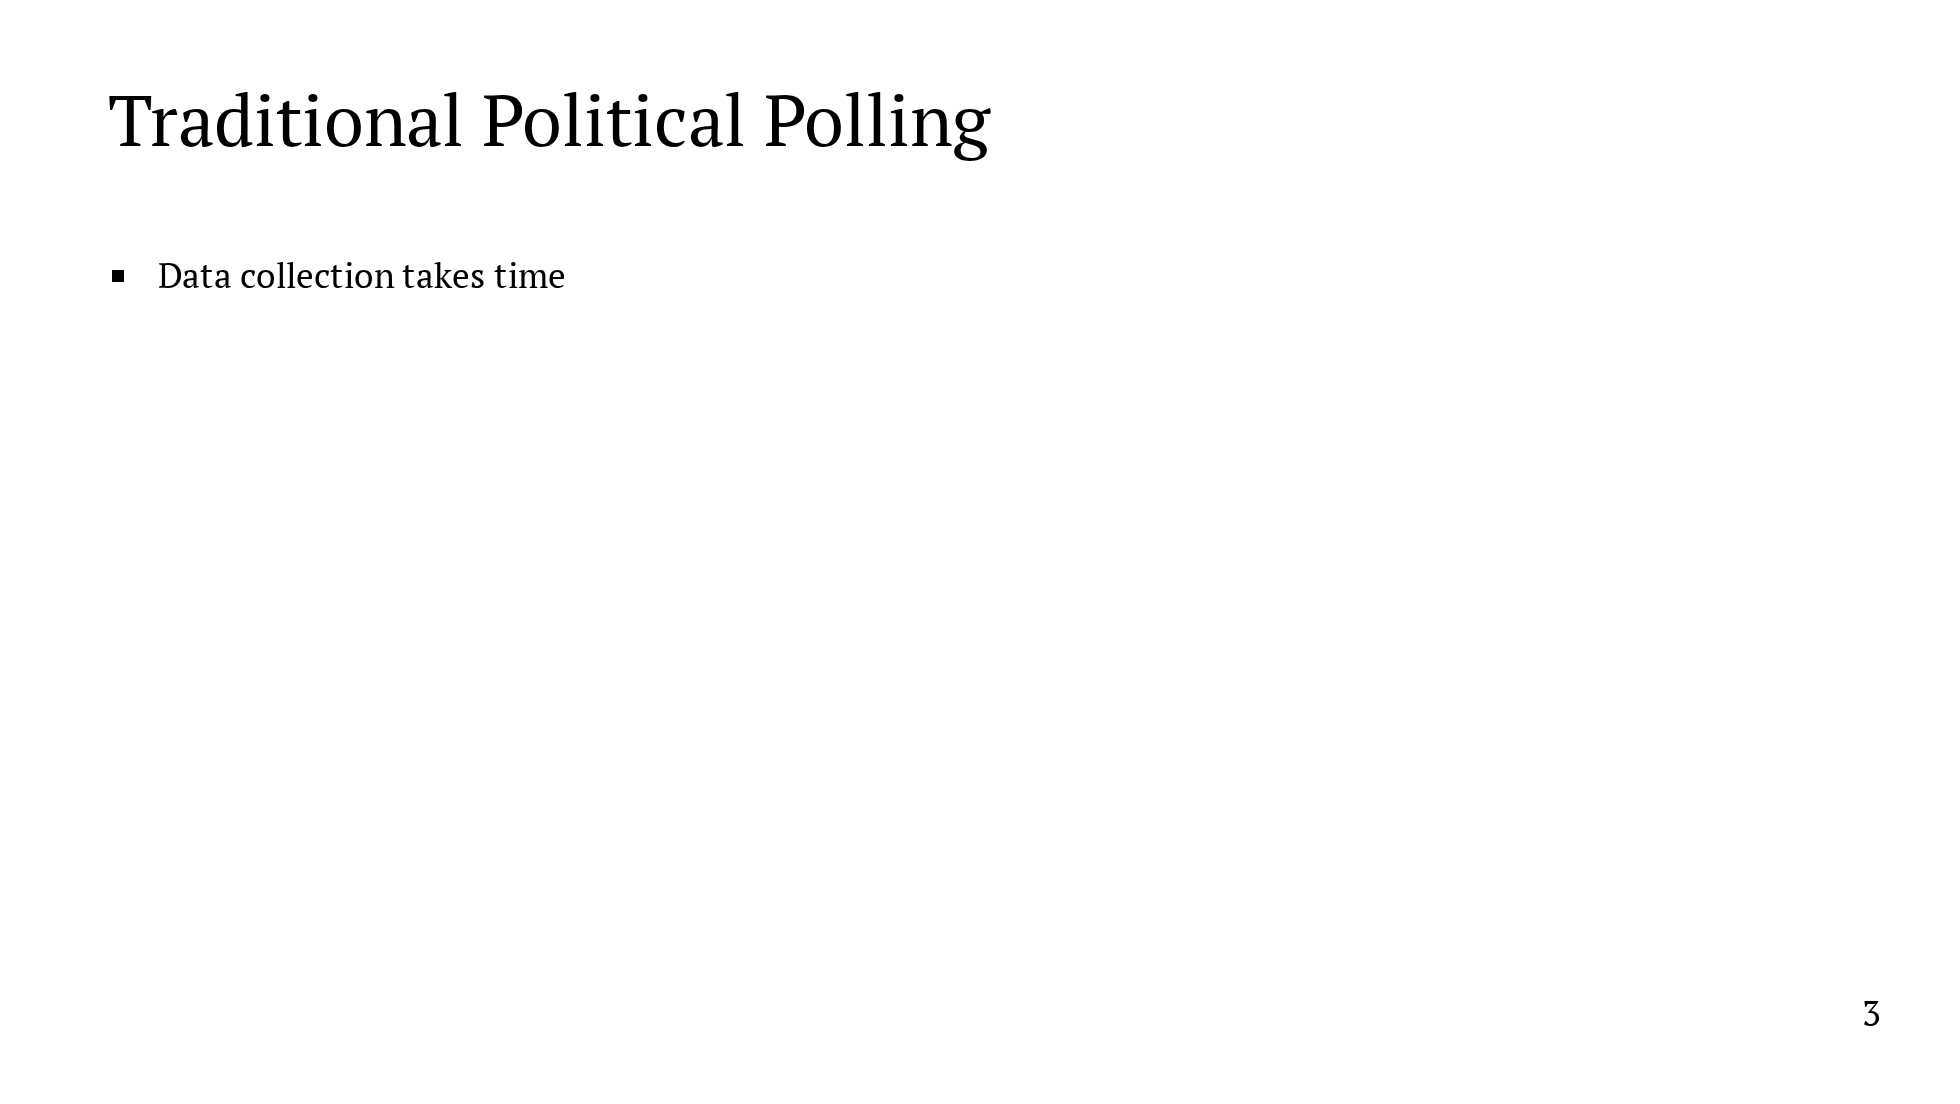 Traditional Political Polling
▪ Data collection takes time
3